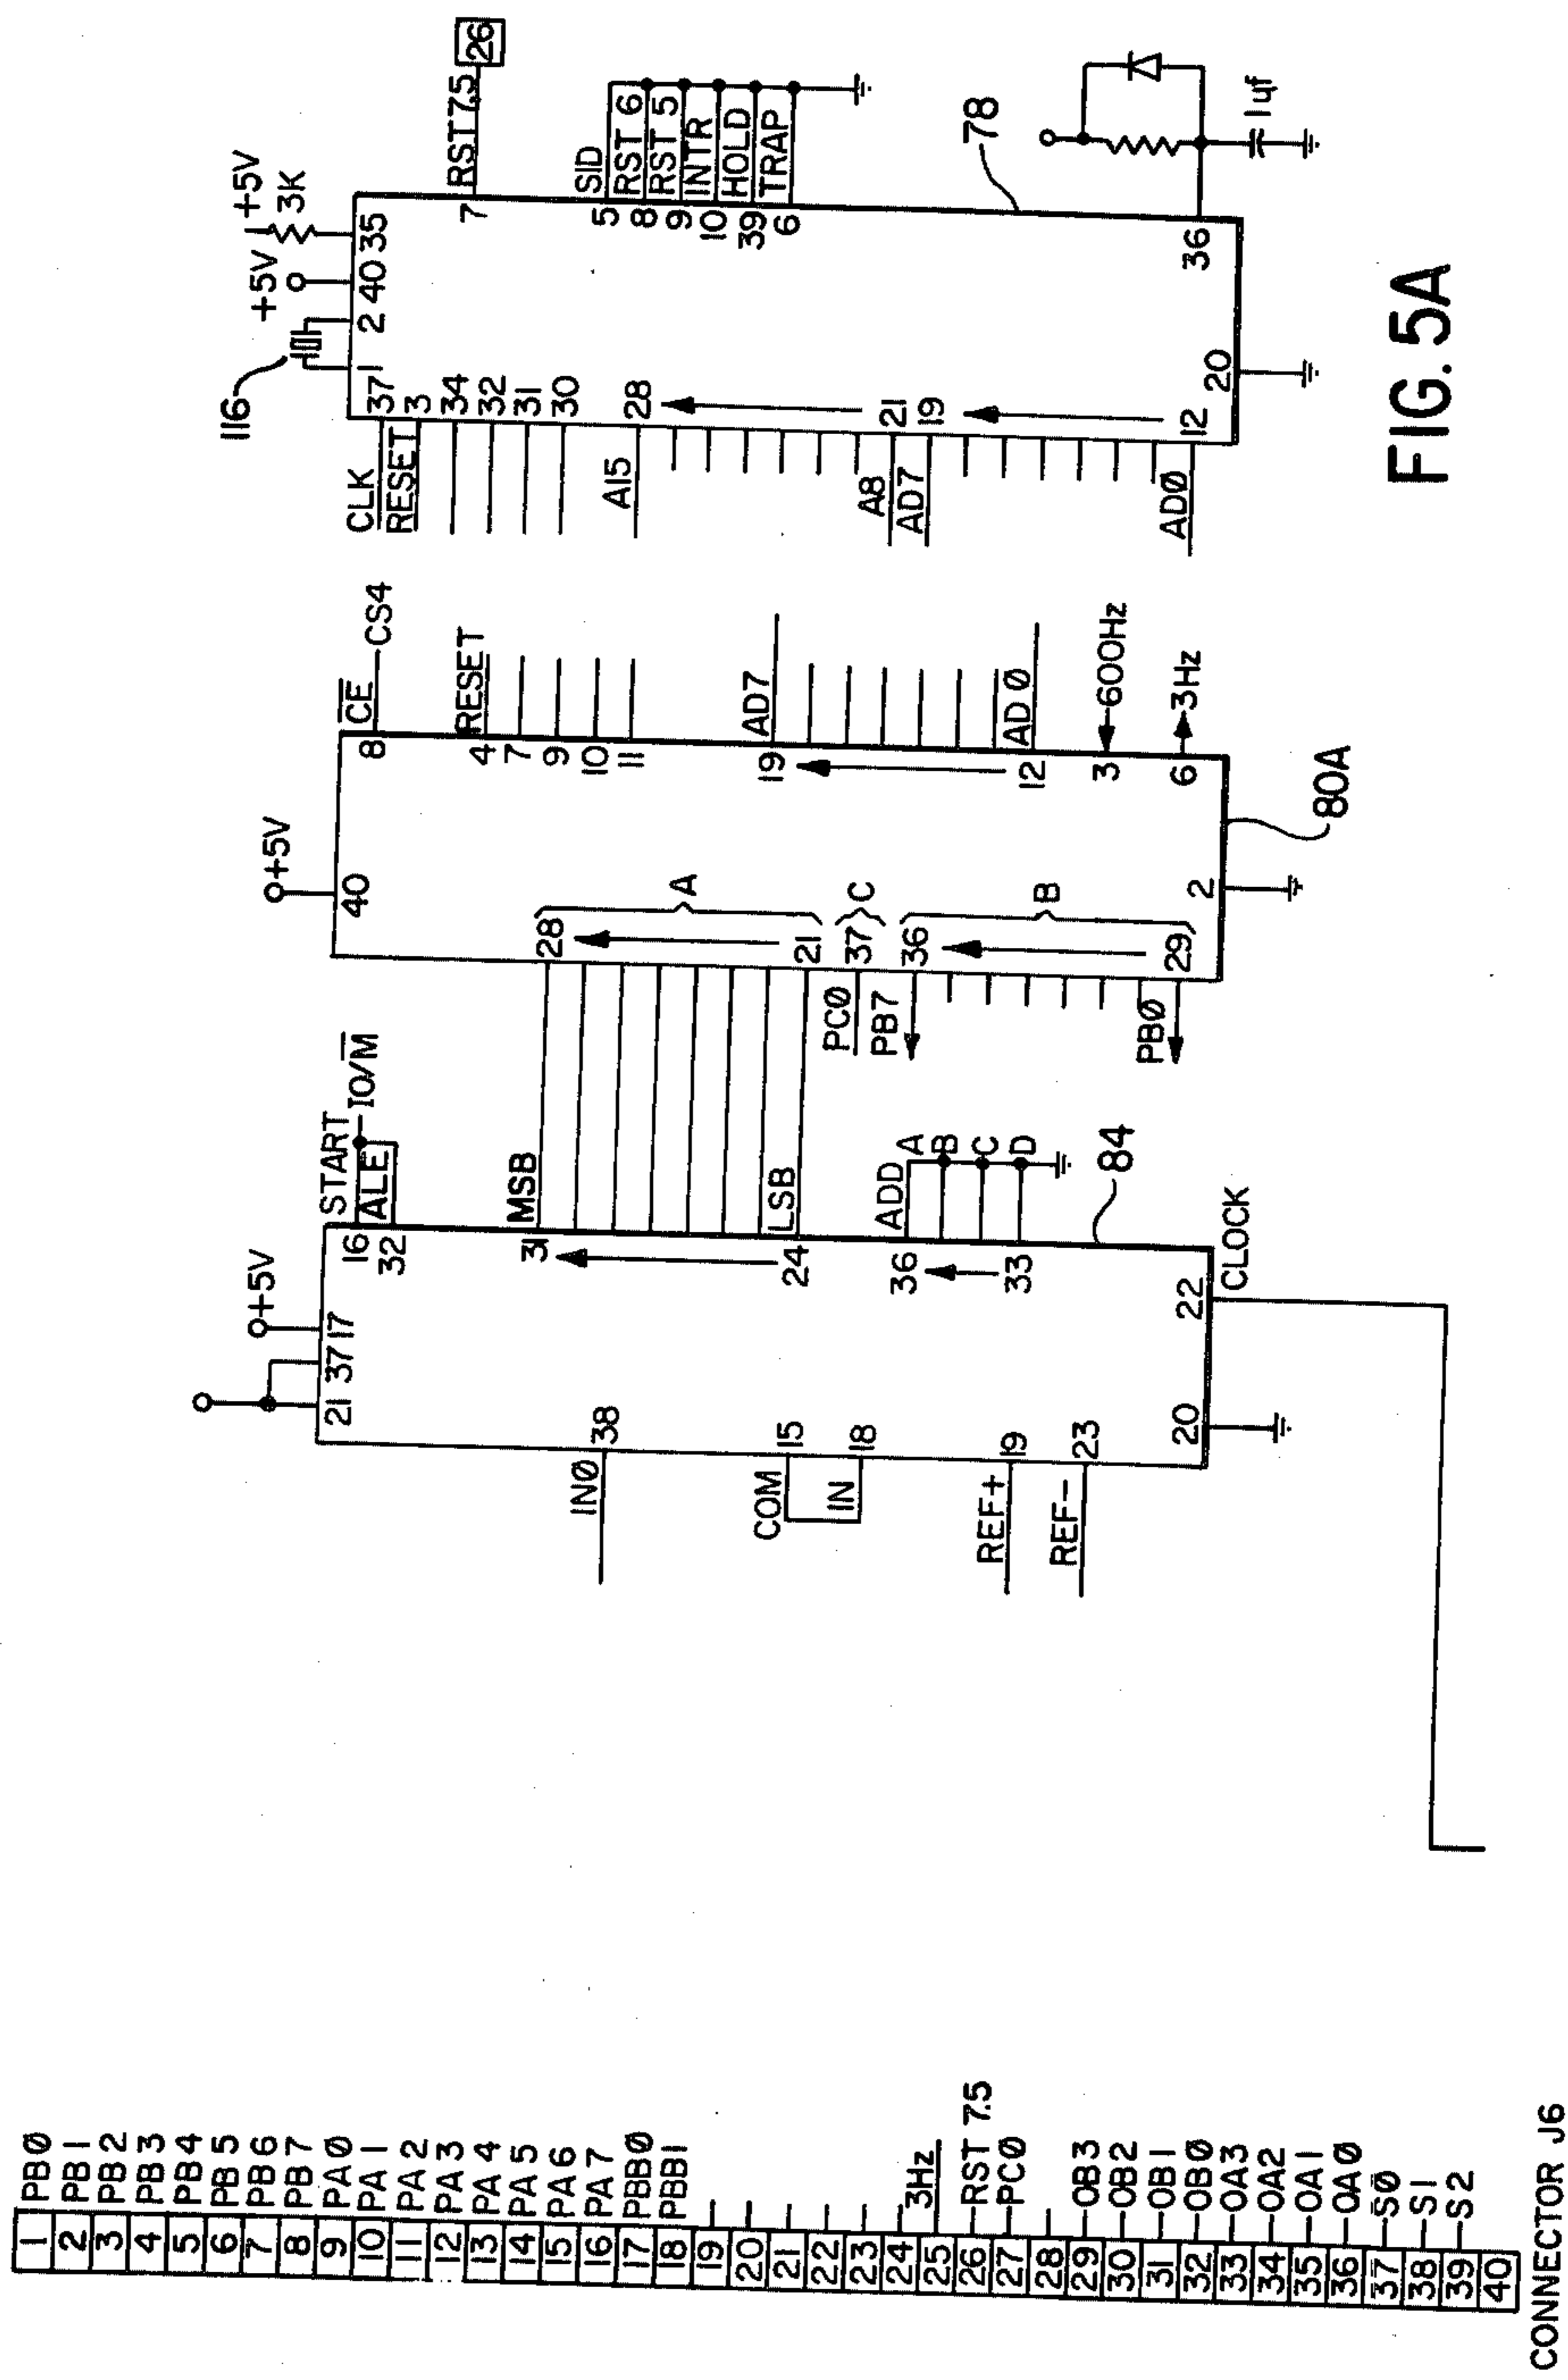 116
+5V
+5V
3K
1
2
40
35
CLK
37
RESET
3
34
32
31
30
A15
28
A8
21
AD7
19
AD0
12
20
7
RST7.5
26
5
SID
8
RST 6
9
RST 5
10
INTR
39
HOLD
6
TRAP
78
36
1uf
+5V
40
8
CE
CS4
4
RESET
7
9
10
11
19
AD7
12
AD0
3
600Hz
6
3Hz
28
A
21
PC0
37
C
PB7
36
B
PB0
29
2
80A
+5V
21
37
17
16
START
IO/M
32
ALE
31
MSB
24
LSB
36
ADD
A
B
C
33
D
84
IN0
38
COM
15
IN
18
REF+
19
REF-
23
20
22
CLOCK
1 PB0
2 PB1
3 PB2
4 PB3
5 PB4
6 PB5
7 PB6
8 PB7
9 PA0
10 PA1
11 PA2
12 PA3
13 PA4
14 PA5
15 PA6
16 PA7
17 PBB0
18 PBB1
19
20
21
22
23
24
25 3Hz
26 RST 7.5
27 PC0
28
29 OB3
30 OB2
31 OB1
32 OB0
33 OA3
34 OA2
35 OA1
36 OA0
37 S0
38 S1
39 S2
40
CONNECTOR J6
FIG. 5A